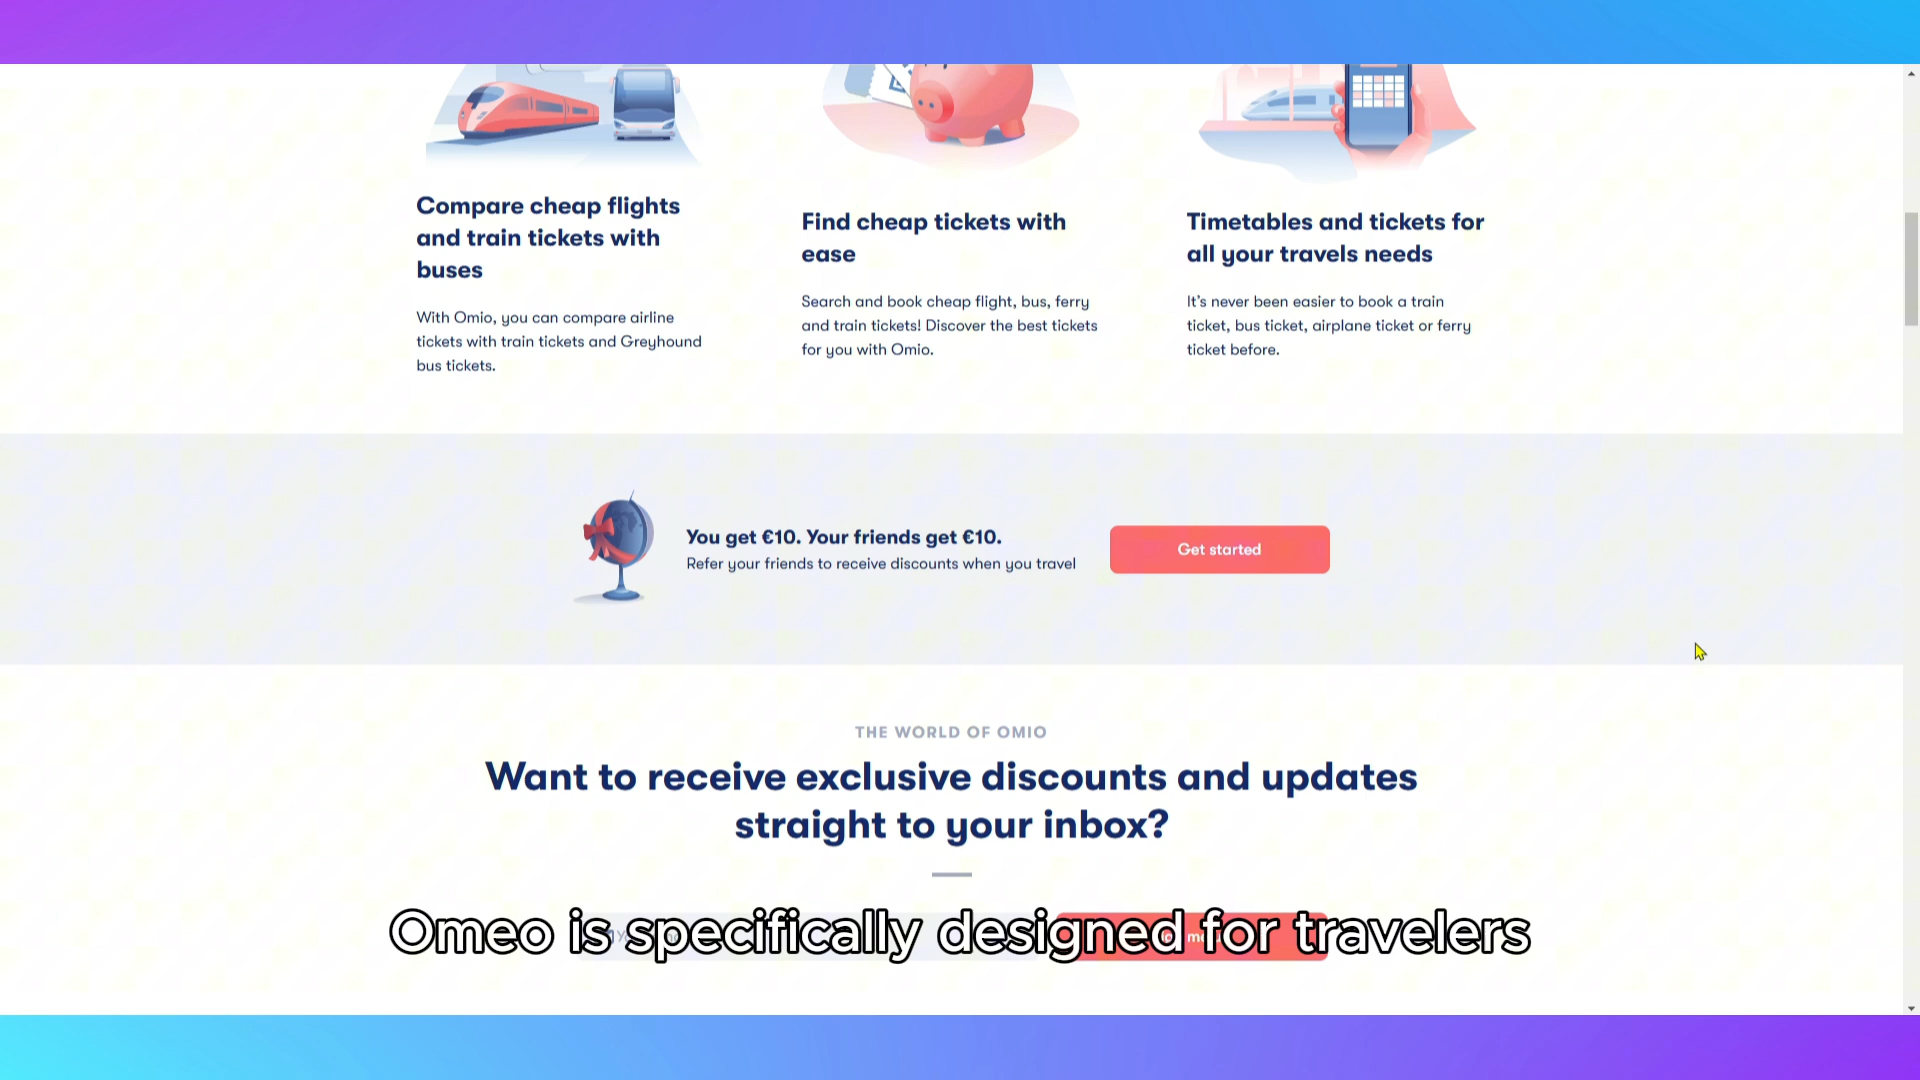 Compare cheap flights
and train tickets with
buses
With Omio, you can compare airline
tickets with train tickets and Greyhound
bus tickets.
Find cheap tickets with
ease
Search and book cheap flight, bus, ferry
and train tickets! Discover the best tickets
for you with Omio.
Timetables and tickets for
all your travels needs
It's never been easier to book a train
ticket, bus ticket, airplane ticket or ferry
ticket before.
You get €10. Your friends get €10.
Refer your friends to receive discounts when you travel
Get started
THE WORLD OF OMIO
Want to receive exclusive discounts and updates
straight to your inbox?
Omeo is specifically designed for travelers